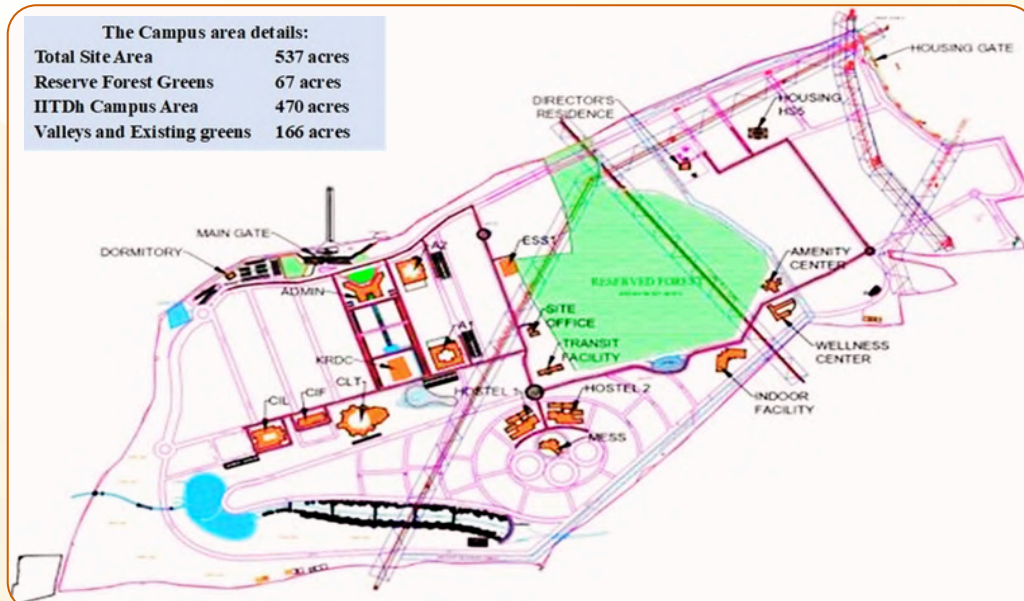 The Campus area details:
Total Site Area 537 acres
Reserve Forest Greens 67 acres
IITDh Campus Area 470 acres
Valleys and Existing greens 166 acres
HOUSING GATE
DIRECTOR'S
RESIDENCE
HOUSING
HS5
MAIN GATE
DORMITORY
A2
ESS1
AMENITY
CENTER
ADMIN
RESERVED FOREST
SITE
OFFICE
A1
TRANSIT
FACILITY
WELLNESS
CENTER
KRDC
CLT
HOSTEL 1
HOSTEL 2
INDOOR
FACILITY
CIL
CIF
MESS